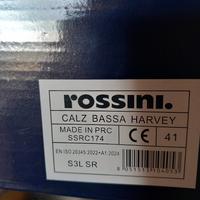 rossini.
CALZ BASSA HARVEY
MADE IN PRC
SSRC174
CE
41
EN ISO 20345:2022+A1:2024
S3L SR